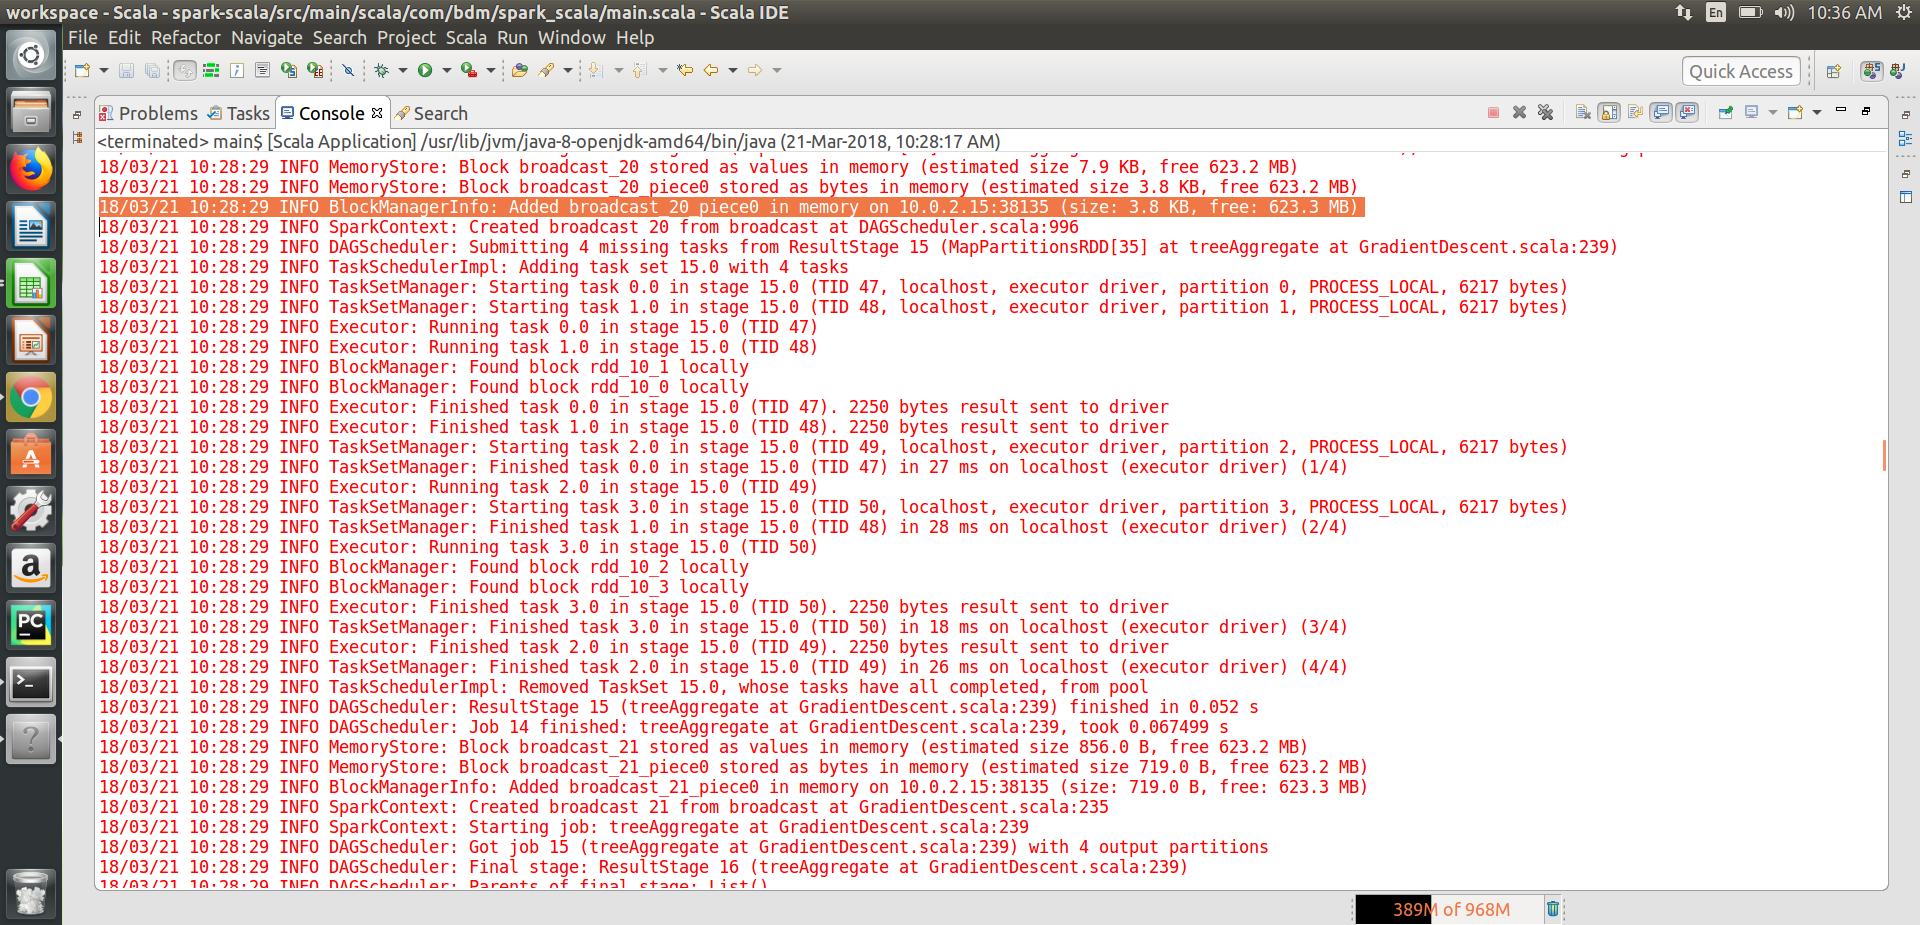 workspace - Scala - spark-scala/src/main/scala/com/bdm/spark_scala/main.scala - Scala IDE
En
10:36 AM
File Edit Refactor Navigate Search Project Scala Run Window Help
Quick Access
Problems Tasks Console Search
<terminated> main$ [Scala Application] /usr/lib/jvm/java-8-openjdk-amd64/bin/java (21-Mar-2018, 10:28:17 AM)
18/03/21 10:28:29 INFO MemoryStore: Block broadcast_20 stored as values in memory (estimated size 7.9 KB, free 623.2 MB)
18/03/21 10:28:29 INFO MemoryStore: Block broadcast_20_piece0 stored as bytes in memory (estimated size 3.8 KB, free 623.2 MB)
18/03/21 10:28:29 INFO BlockManagerInfo: Added broadcast_20_piece0 in memory on 10.0.2.15:38135 (size: 3.8 KB, free: 623.3 MB)
18/03/21 10:28:29 INFO SparkContext: Created broadcast 20 from broadcast at DAGScheduler.scala:996
18/03/21 10:28:29 INFO DAGScheduler: Submitting 4 missing tasks from ResultStage 15 (MapPartitionsRDD[35] at treeAggregate at GradientDescent.scala:239)
18/03/21 10:28:29 INFO TaskSchedulerImpl: Adding task set 15.0 with 4 tasks
18/03/21 10:28:29 INFO TaskSetManager: Starting task 0.0 in stage 15.0 (TID 47, localhost, executor driver, partition 0, PROCESS_LOCAL, 6217 bytes)
18/03/21 10:28:29 INFO TaskSetManager: Starting task 1.0 in stage 15.0 (TID 48, localhost, executor driver, partition 1, PROCESS_LOCAL, 6217 bytes)
18/03/21 10:28:29 INFO Executor: Running task 0.0 in stage 15.0 (TID 47)
18/03/21 10:28:29 INFO Executor: Running task 1.0 in stage 15.0 (TID 48)
18/03/21 10:28:29 INFO BlockManager: Found block rdd_10_1 locally
18/03/21 10:28:29 INFO BlockManager: Found block rdd_10_0 locally
18/03/21 10:28:29 INFO Executor: Finished task 0.0 in stage 15.0 (TID 47). 2250 bytes result sent to driver
18/03/21 10:28:29 INFO Executor: Finished task 1.0 in stage 15.0 (TID 48). 2250 bytes result sent to driver
18/03/21 10:28:29 INFO TaskSetManager: Starting task 2.0 in stage 15.0 (TID 49, localhost, executor driver, partition 2, PROCESS_LOCAL, 6217 bytes)
18/03/21 10:28:29 INFO TaskSetManager: Finished task 0.0 in stage 15.0 (TID 47) in 27 ms on localhost (executor driver) (1/4)
18/03/21 10:28:29 INFO Executor: Running task 2.0 in stage 15.0 (TID 49)
18/03/21 10:28:29 INFO TaskSetManager: Starting task 3.0 in stage 15.0 (TID 50, localhost, executor driver, partition 3, PROCESS_LOCAL, 6217 bytes)
18/03/21 10:28:29 INFO TaskSetManager: Finished task 1.0 in stage 15.0 (TID 48) in 28 ms on localhost (executor driver) (2/4)
18/03/21 10:28:29 INFO Executor: Running task 3.0 in stage 15.0 (TID 50)
18/03/21 10:28:29 INFO BlockManager: Found block rdd_10_2 locally
18/03/21 10:28:29 INFO BlockManager: Found block rdd_10_3 locally
18/03/21 10:28:29 INFO Executor: Finished task 3.0 in stage 15.0 (TID 50). 2250 bytes result sent to driver
18/03/21 10:28:29 INFO TaskSetManager: Finished task 3.0 in stage 15.0 (TID 50) in 18 ms on localhost (executor driver) (3/4)
18/03/21 10:28:29 INFO Executor: Finished task 2.0 in stage 15.0 (TID 49). 2250 bytes result sent to driver
18/03/21 10:28:29 INFO TaskSetManager: Finished task 2.0 in stage 15.0 (TID 49) in 26 ms on localhost (executor driver) (4/4)
18/03/21 10:28:29 INFO TaskSchedulerImpl: Removed TaskSet 15.0, whose tasks have all completed, from pool
18/03/21 10:28:29 INFO DAGScheduler: ResultStage 15 (treeAggregate at GradientDescent.scala:239) finished in 0.052 s
18/03/21 10:28:29 INFO DAGScheduler: Job 14 finished: treeAggregate at GradientDescent.scala:239, took 0.067499 s
18/03/21 10:28:29 INFO MemoryStore: Block broadcast_21 stored as values in memory (estimated size 856.0 B, free 623.2 MB)
18/03/21 10:28:29 INFO MemoryStore: Block broadcast_21_piece0 stored as bytes in memory (estimated size 719.0 B, free 623.2 MB)
18/03/21 10:28:29 INFO BlockManagerInfo: Added broadcast_21_piece0 in memory on 10.0.2.15:38135 (size: 719.0 B, free: 623.3 MB)
18/03/21 10:28:29 INFO SparkContext: Created broadcast 21 from broadcast at GradientDescent.scala:235
18/03/21 10:28:29 INFO SparkContext: Starting job: treeAggregate at GradientDescent.scala:239
18/03/21 10:28:29 INFO DAGScheduler: Got job 15 (treeAggregate at GradientDescent.scala:239) with 4 output partitions
18/03/21 10:28:29 INFO DAGScheduler: Final stage: ResultStage 16 (treeAggregate at GradientDescent.scala:239)
18/03/21 10:28:29 INFO DAGScheduler: Parents of final stage: List()
389M of 968M